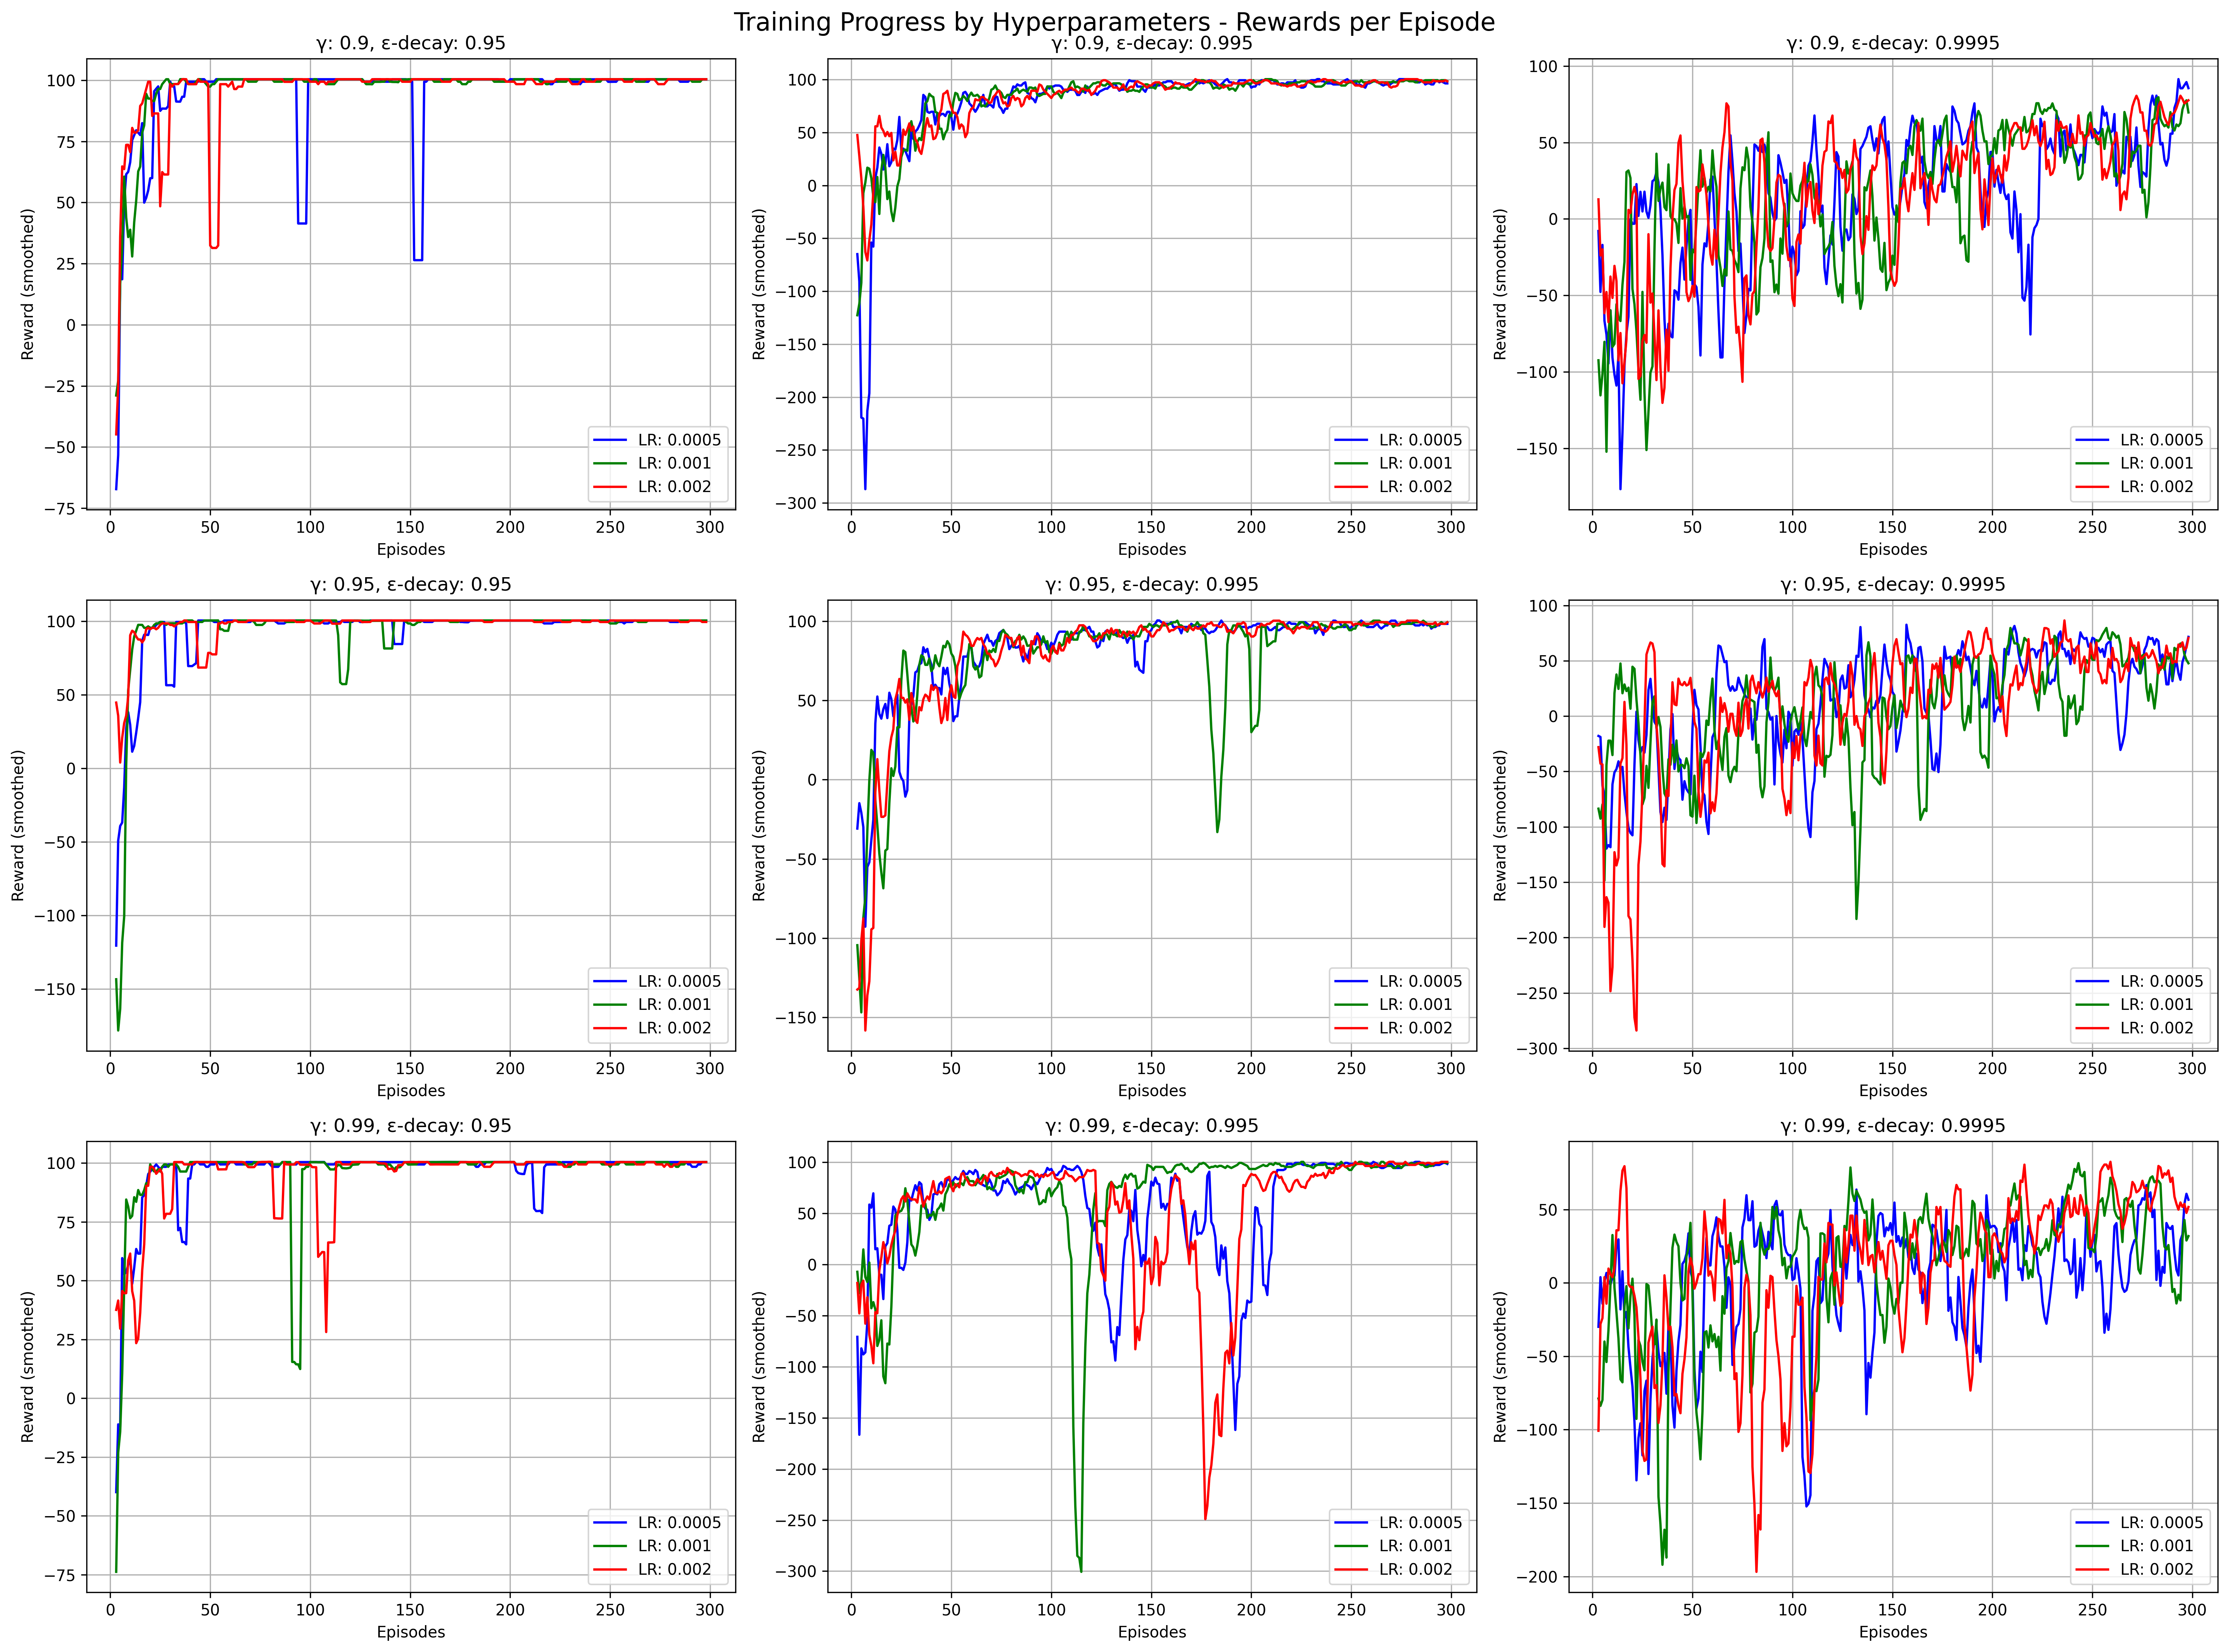 Training Progress by Hyperparameters - Rewards per Episode
γ: 0.9, ε-decay: 0.95
100
75
50
25
0
−25
−50
−75
Reward (smoothed)
LR: 0.0005
LR: 0.001
LR: 0.002
0 50 100 150 200 250 300
Episodes
γ: 0.9, ε-decay: 0.995
100
50
0
−50
−100
−150
−200
−250
−300
Reward (smoothed)
LR: 0.0005
LR: 0.001
LR: 0.002
0 50 100 150 200 250 300
Episodes
γ: 0.9, ε-decay: 0.9995
100
50
0
−50
−100
−150
Reward (smoothed)
LR: 0.0005
LR: 0.001
LR: 0.002
0 50 100 150 200 250 300
Episodes
γ: 0.95, ε-decay: 0.95
100
50
0
−50
−100
−150
Reward (smoothed)
LR: 0.0005
LR: 0.001
LR: 0.002
0 50 100 150 200 250 300
Episodes
γ: 0.95, ε-decay: 0.995
100
50
0
−50
−100
−150
Reward (smoothed)
LR: 0.0005
LR: 0.001
LR: 0.002
0 50 100 150 200 250 300
Episodes
γ: 0.95, ε-decay: 0.9995
100
50
0
−50
−100
−150
−200
−250
−300
Reward (smoothed)
LR: 0.0005
LR: 0.001
LR: 0.002
0 50 100 150 200 250 300
Episodes
γ: 0.99, ε-decay: 0.95
100
75
50
25
0
−25
−50
−75
Reward (smoothed)
LR: 0.0005
LR: 0.001
LR: 0.002
0 50 100 150 200 250 300
Episodes
γ: 0.99, ε-decay: 0.995
100
50
0
−50
−100
−150
−200
−250
−300
Reward (smoothed)
LR: 0.0005
LR: 0.001
LR: 0.002
0 50 100 150 200 250 300
Episodes
γ: 0.99, ε-decay: 0.9995
50
0
−50
−100
−150
−200
Reward (smoothed)
LR: 0.0005
LR: 0.001
LR: 0.002
0 50 100 150 200 250 300
Episodes